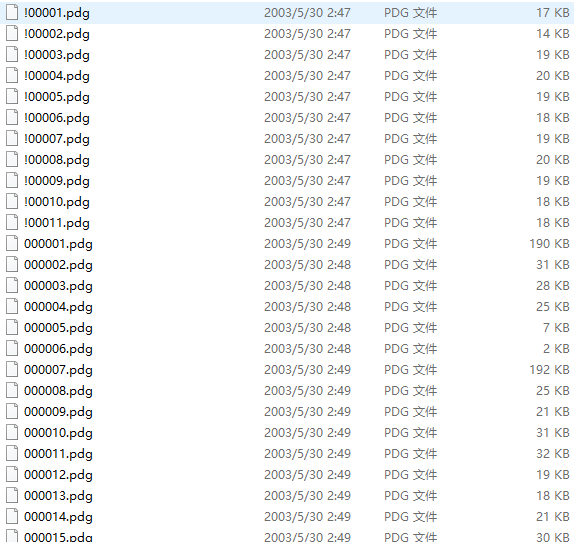 !00001.pdg 2003/5/30 2:47 PDG 文件 17 KB
!00002.pdg 2003/5/30 2:47 PDG 文件 14 KB
!00003.pdg 2003/5/30 2:47 PDG 文件 19 KB
!00004.pdg 2003/5/30 2:47 PDG 文件 20 KB
!00005.pdg 2003/5/30 2:47 PDG 文件 19 KB
!00006.pdg 2003/5/30 2:47 PDG 文件 18 KB
!00007.pdg 2003/5/30 2:47 PDG 文件 19 KB
!00008.pdg 2003/5/30 2:47 PDG 文件 20 KB
!00009.pdg 2003/5/30 2:47 PDG 文件 19 KB
!00010.pdg 2003/5/30 2:47 PDG 文件 18 KB
!00011.pdg 2003/5/30 2:47 PDG 文件 18 KB
000001.pdg 2003/5/30 2:49 PDG 文件 190 KB
000002.pdg 2003/5/30 2:48 PDG 文件 31 KB
000003.pdg 2003/5/30 2:48 PDG 文件 28 KB
000004.pdg 2003/5/30 2:48 PDG 文件 25 KB
000005.pdg 2003/5/30 2:48 PDG 文件 7 KB
000006.pdg 2003/5/30 2:48 PDG 文件 2 KB
000007.pdg 2003/5/30 2:49 PDG 文件 192 KB
000008.pdg 2003/5/30 2:49 PDG 文件 25 KB
000009.pdg 2003/5/30 2:49 PDG 文件 21 KB
000010.pdg 2003/5/30 2:49 PDG 文件 31 KB
000011.pdg 2003/5/30 2:49 PDG 文件 32 KB
000012.pdg 2003/5/30 2:49 PDG 文件 19 KB
000013.pdg 2003/5/30 2:49 PDG 文件 18 KB
000014.pdg 2003/5/30 2:49 PDG 文件 21 KB
000015.pdg 2003/5/30 2:49 PDG 文件 30 KB